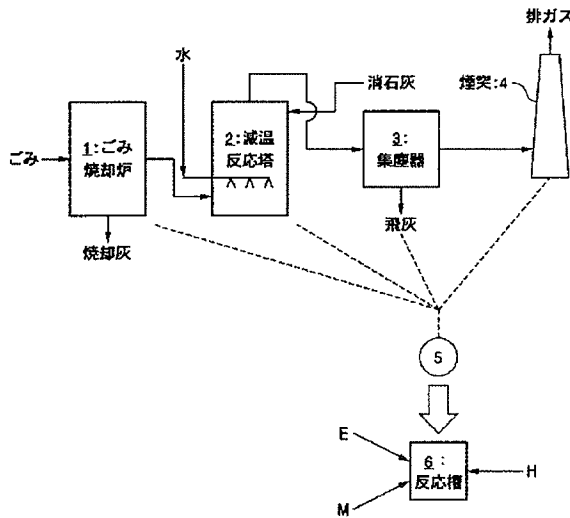 排ガス
水
消石灰
煙突:4
1:ごみ
焼却炉
2:減温
反応塔
3:
集塵器
ごみ
焼却灰
飛灰
5
E
6:
反応槽
H
M